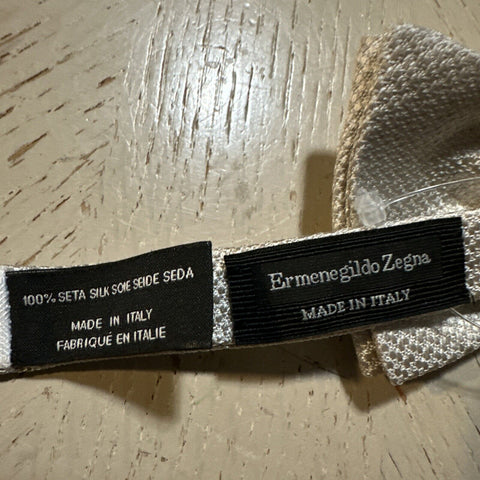 100% SETA SILK SOIE SEIDE SEDA
MADE IN ITALY
FABRIQUÉ EN ITALIE
Ermenegildo Zegna
MADE IN ITALY